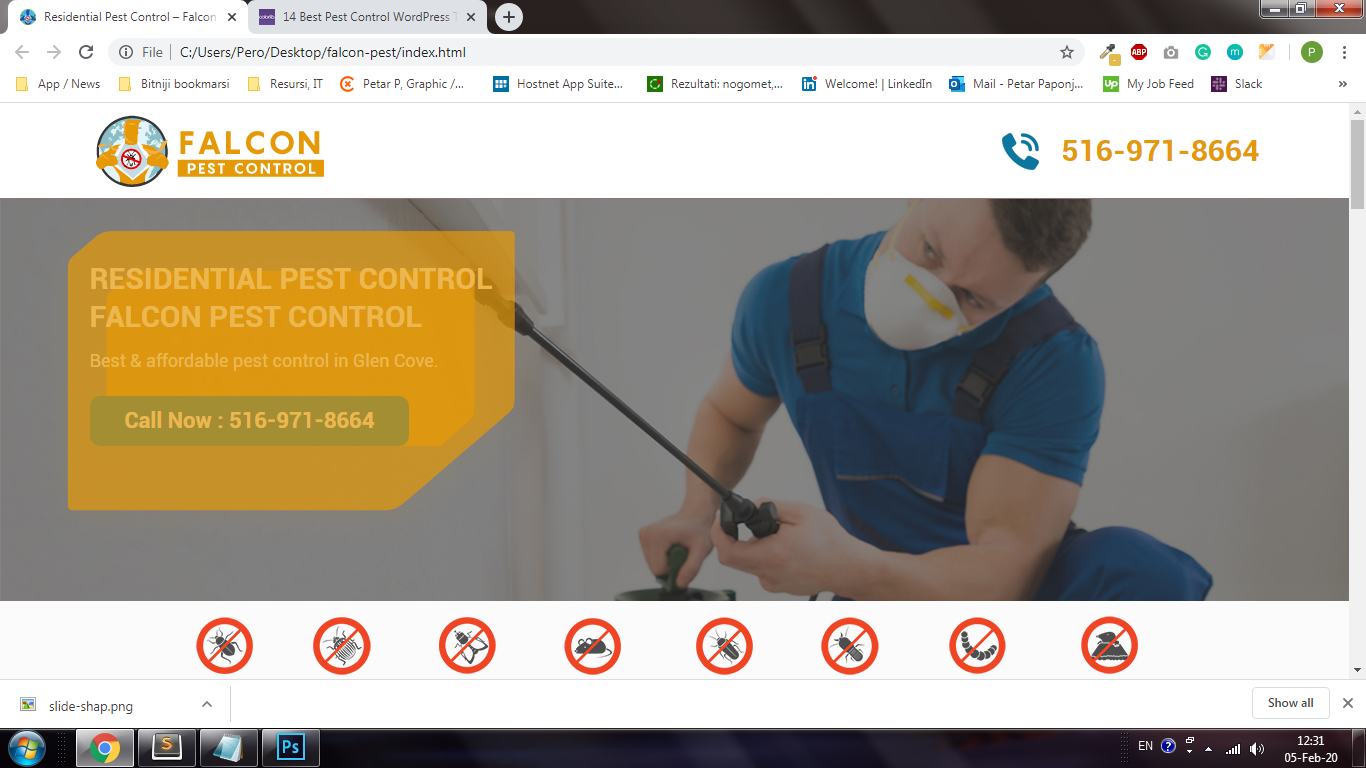 Residential Pest Control – Falcon
14 Best Pest Control WordPress T
File
C:/Users/Pero/Desktop/falcon-pest/index.html
ABP
P
App / News
Bitniji bookmarsi
Resursi, IT
Petar P, Graphic /...
Hostnet App Suite...
Rezultati: nogomet,...
Welcome! | LinkedIn
Mail - Petar Paponj...
My Job Feed
Slack
»
FALCON
PEST CONTROL
516-971-8664
RESIDENTIAL PEST CONTROL
FALCON PEST CONTROL
Best & affordable pest control in Glen Cove.
Call Now : 516-971-8664
slide-shap.png
Show all
EN
12:31
05-Feb-20